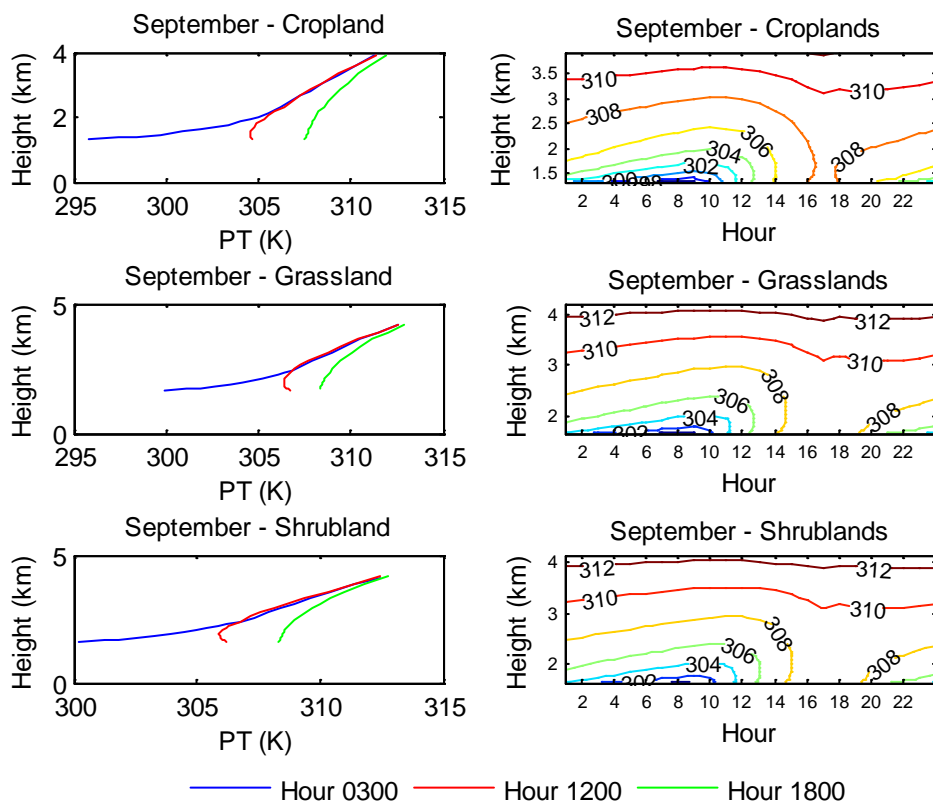 September - Cropland
Height (km)
4
2
0
295 300 305 310 315
PT (K)
September - Croplands
Height (km)
3.5
3
2.5
2
1.5
310 310
308 306 308
304
302
300 298
2 4 6 8 10 12 14 16 18 20 22
Hour
September - Grassland
Height (km)
5
0
295 300 305 310 315
PT (K)
September - Grasslands
Height (km)
4
3
2
312 312
310 310
308
306 308
304
302
2 4 6 8 10 12 14 16 18 20 22
Hour
September - Shrubland
Height (km)
5
0
300 305 310 315
PT (K)
September - Shrublands
Height (km)
4
3
2
312 312
310 310
308
306 308
304
302
2 4 6 8 10 12 14 16 18 20 22
Hour
Hour 0300 Hour 1200 Hour 1800